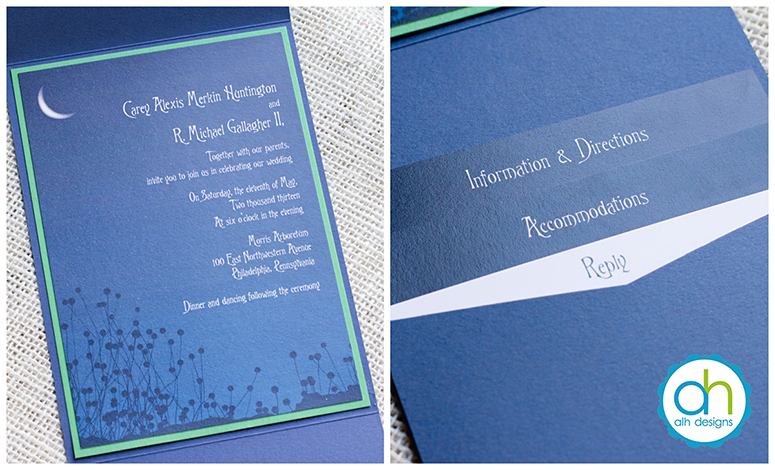 Carey Alexis Merkin Huntington
and
R. Michael Gallagher II,
Together with our parents,
invite you to join us in celebrating our wedding
On Saturday, the eleventh of May,
Two thousand thirteen
At six o'clock in the evening
Morris Arboretum
100 East Northwestern Avenue
Philadelphia, Pennsylvania
Dinner and dancing following the ceremony
Information & Directions
Accommodations
Reply
ah
alh designs